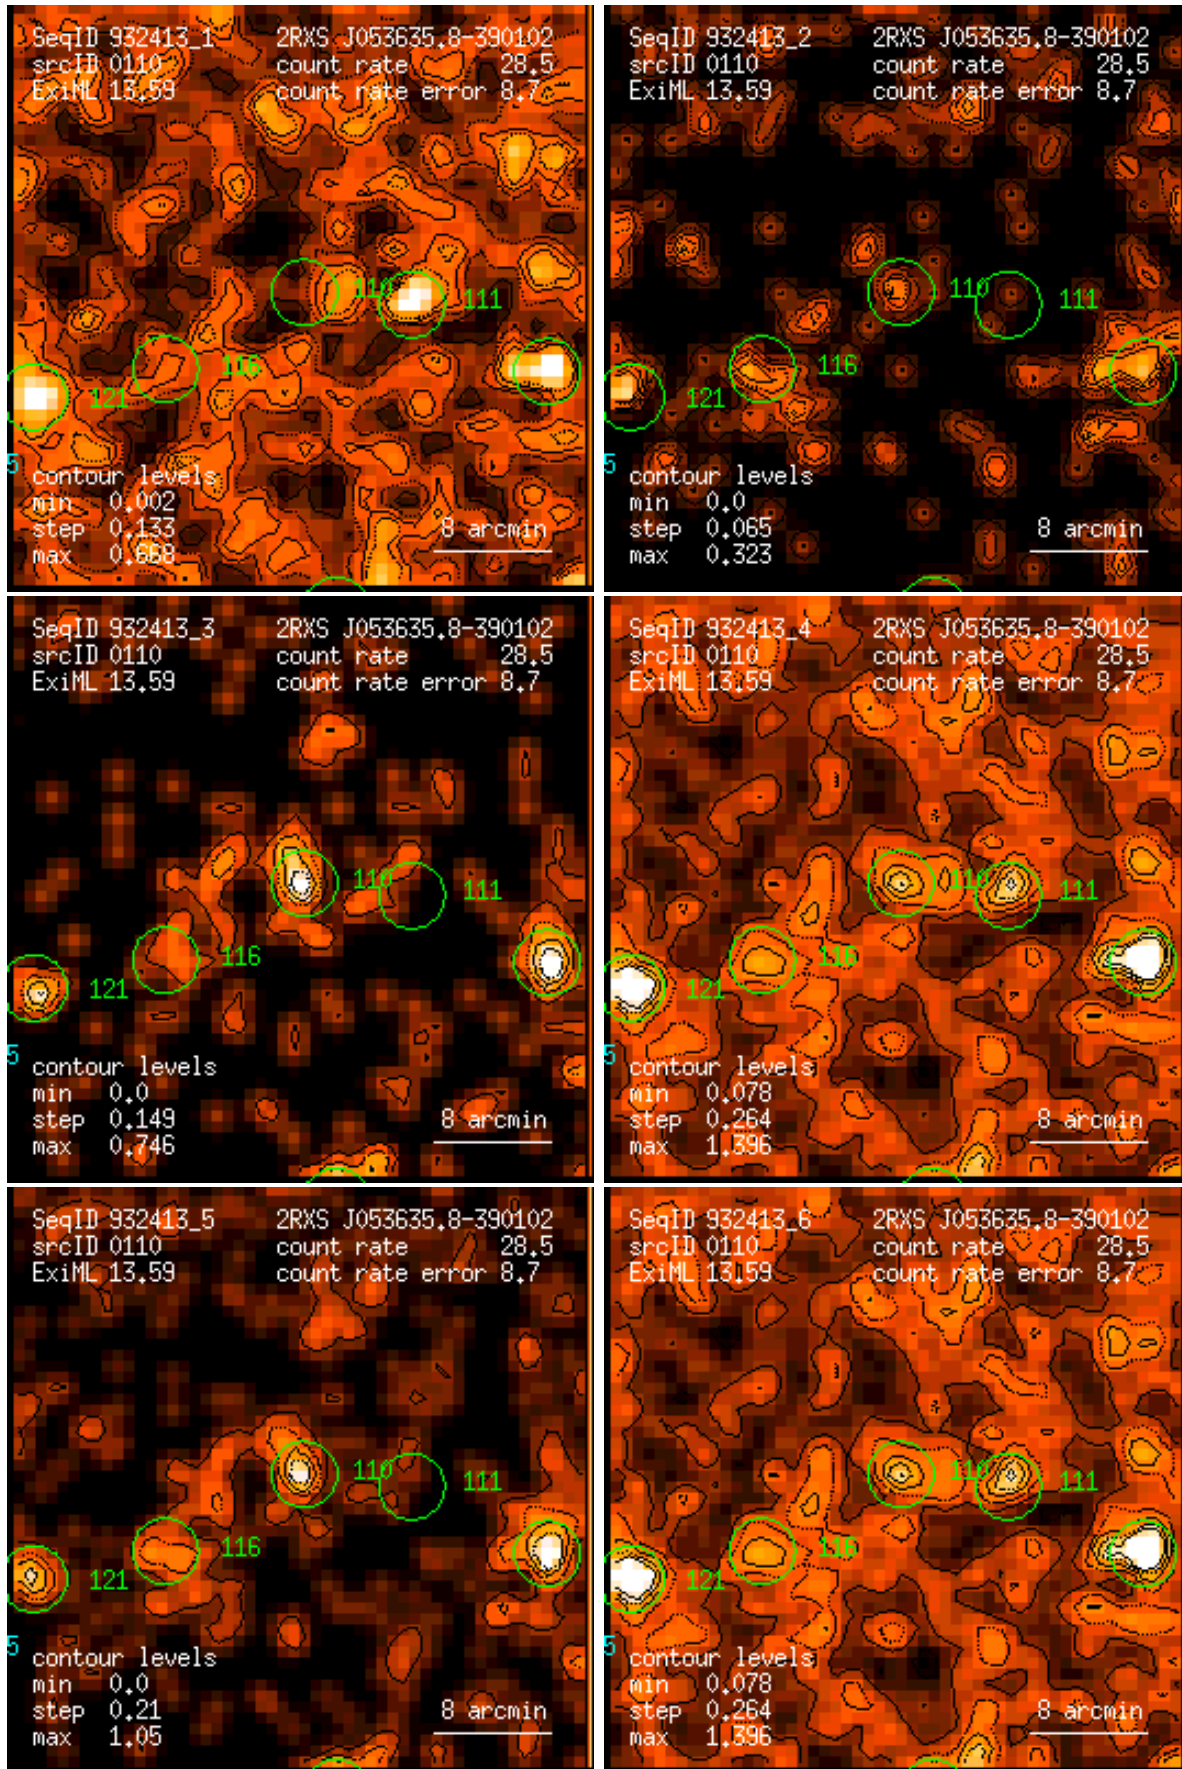 SeqID 932413_1 2RXS J053635.8-390102
srcID 0110 count rate 28.5
ExiML 13.59 count rate error 8.7
110
111
116
121
5
contour levels
min 0.002
step 0.133
max 0.668
8 arcmin
SeqID 932413_2 2RXS J053635.8-390102
srcID 0110 count rate 28.5
ExiML 13.59 count rate error 8.7
110
111
116
121
5
contour levels
min 0.0
step 0.065
max 0.323
8 arcmin
SeqID 932413_3 2RXS J053635.8-390102
srcID 0110 count rate 28.5
ExiML 13.59 count rate error 8.7
110
111
116
121
5
contour levels
min 0.0
step 0.149
max 0.746
8 arcmin
SeqID 932413_4 2RXS J053635.8-390102
srcID 0110 count rate 28.5
ExiML 13.59 count rate error 8.7
110
111
116
121
5
contour levels
min 0.078
step 0.264
max 1.396
8 arcmin
SeqID 932413_5 2RXS J053635.8-390102
srcID 0110 count rate 28.5
ExiML 13.59 count rate error 8.7
110
111
116
121
5
contour levels
min 0.0
step 0.21
max 1.05
8 arcmin
SeqID 932413_6 2RXS J053635.8-390102
srcID 0110 count rate 28.5
ExiML 13.59 count rate error 8.7
110
111
116
121
5
contour levels
min 0.078
step 0.264
max 1.396
8 arcmin